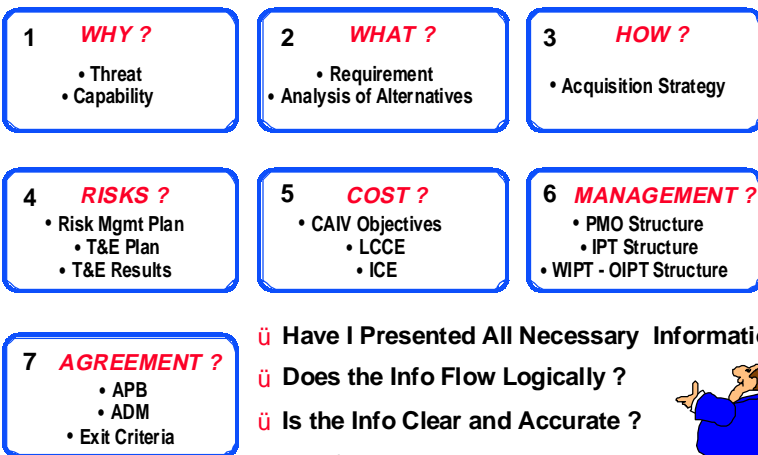 1 WHY ?
• Threat
• Capability
2 WHAT ?
• Requirement
• Analysis of Alternatives
3 HOW ?
• Acquisition Strategy
4 RISKS ?
• Risk Mgmt Plan
• T&E Plan
• T&E Results
5 COST ?
• CAIV Objectives
• LCCE
• ICE
6 MANAGEMENT ?
• PMO Structure
• IPT Structure
• WIPT - OIPT Structure
7 AGREEMENT ?
• APB
• ADM
• Exit Criteria
ü Have I Presented All Necessary
ü Does the Info Flow Logically ?
ü Is the Info Clear and Accurate ?